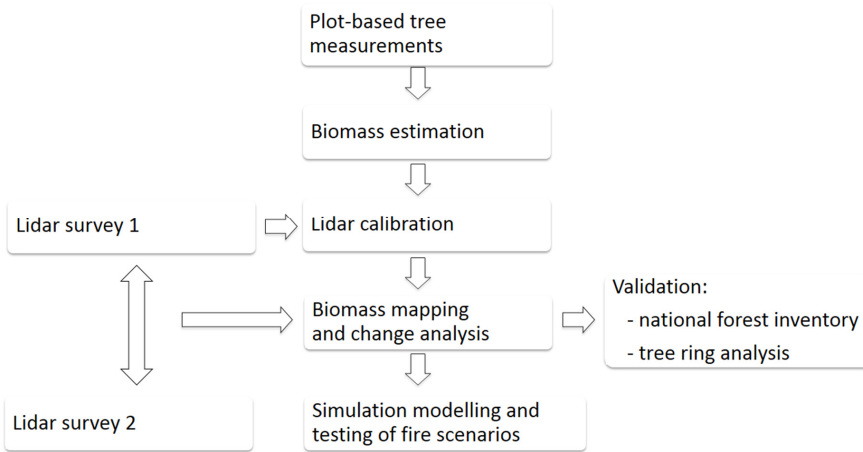 Plot-based tree
measurements
Biomass estimation
Lidar survey 1
Lidar calibration
Biomass mapping
and change analysis
Validation:
- national forest inventory
- tree ring analysis
Lidar survey 2
Simulation modelling and
testing of fire scenarios